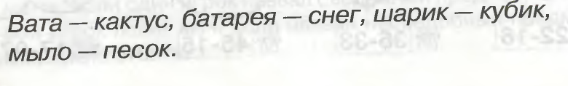 Вата — кактус, батарея — снег, шарик — кубик,
мыло — песок.